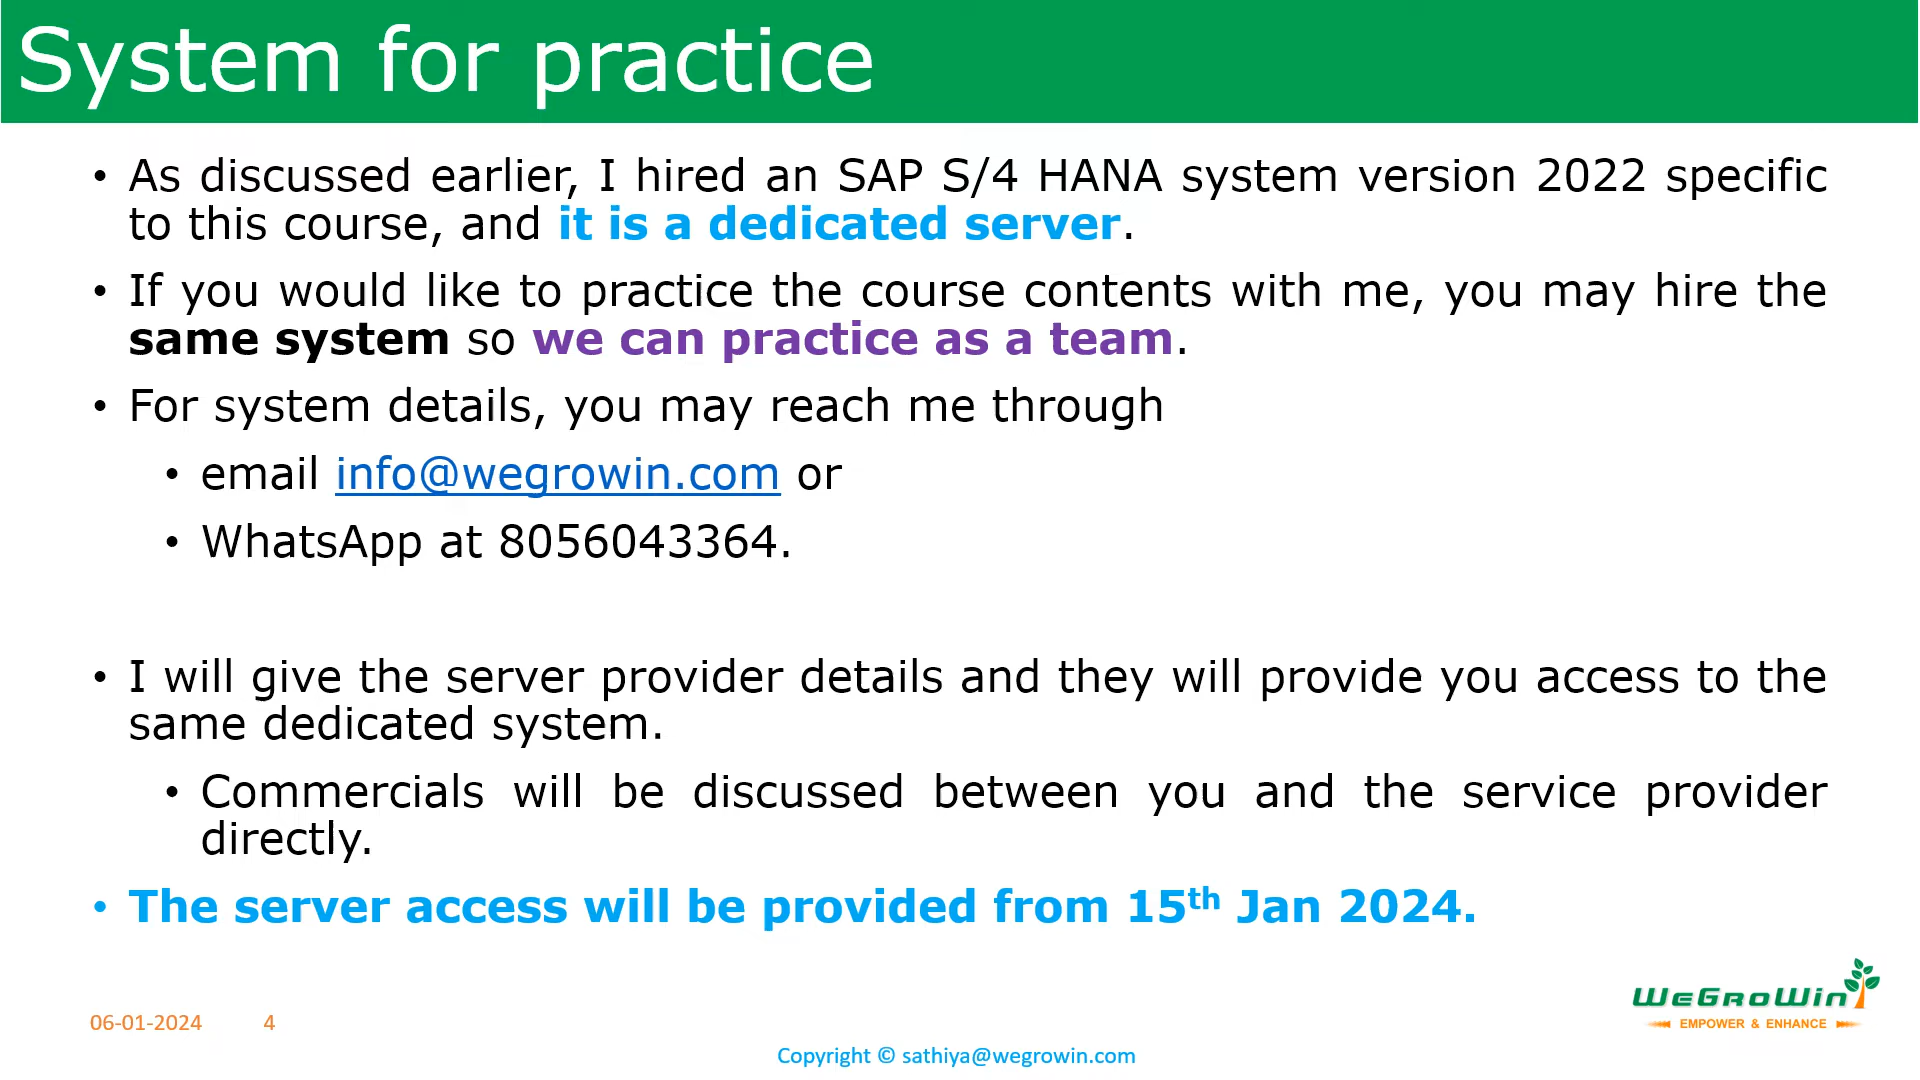 System for practice
• As discussed earlier, I hired an SAP S/4 HANA system version 2022 specific
to this course, and it is a dedicated server.
• If you would like to practice the course contents with me, you may hire the
same system so we can practice as a team.
• For system details, you may reach me through
• email info@wegrowin.com or
• WhatsApp at 8056043364.
• I will give the server provider details and they will provide you access to the
same dedicated system.
• Commercials will be discussed between you and the service provider
directly.
• The server access will be provided from 15th Jan 2024.
WeGroWin
EMPOWER & ENHANCE
06-01-2024 4
Copyright © sathiya@wegrowin.com